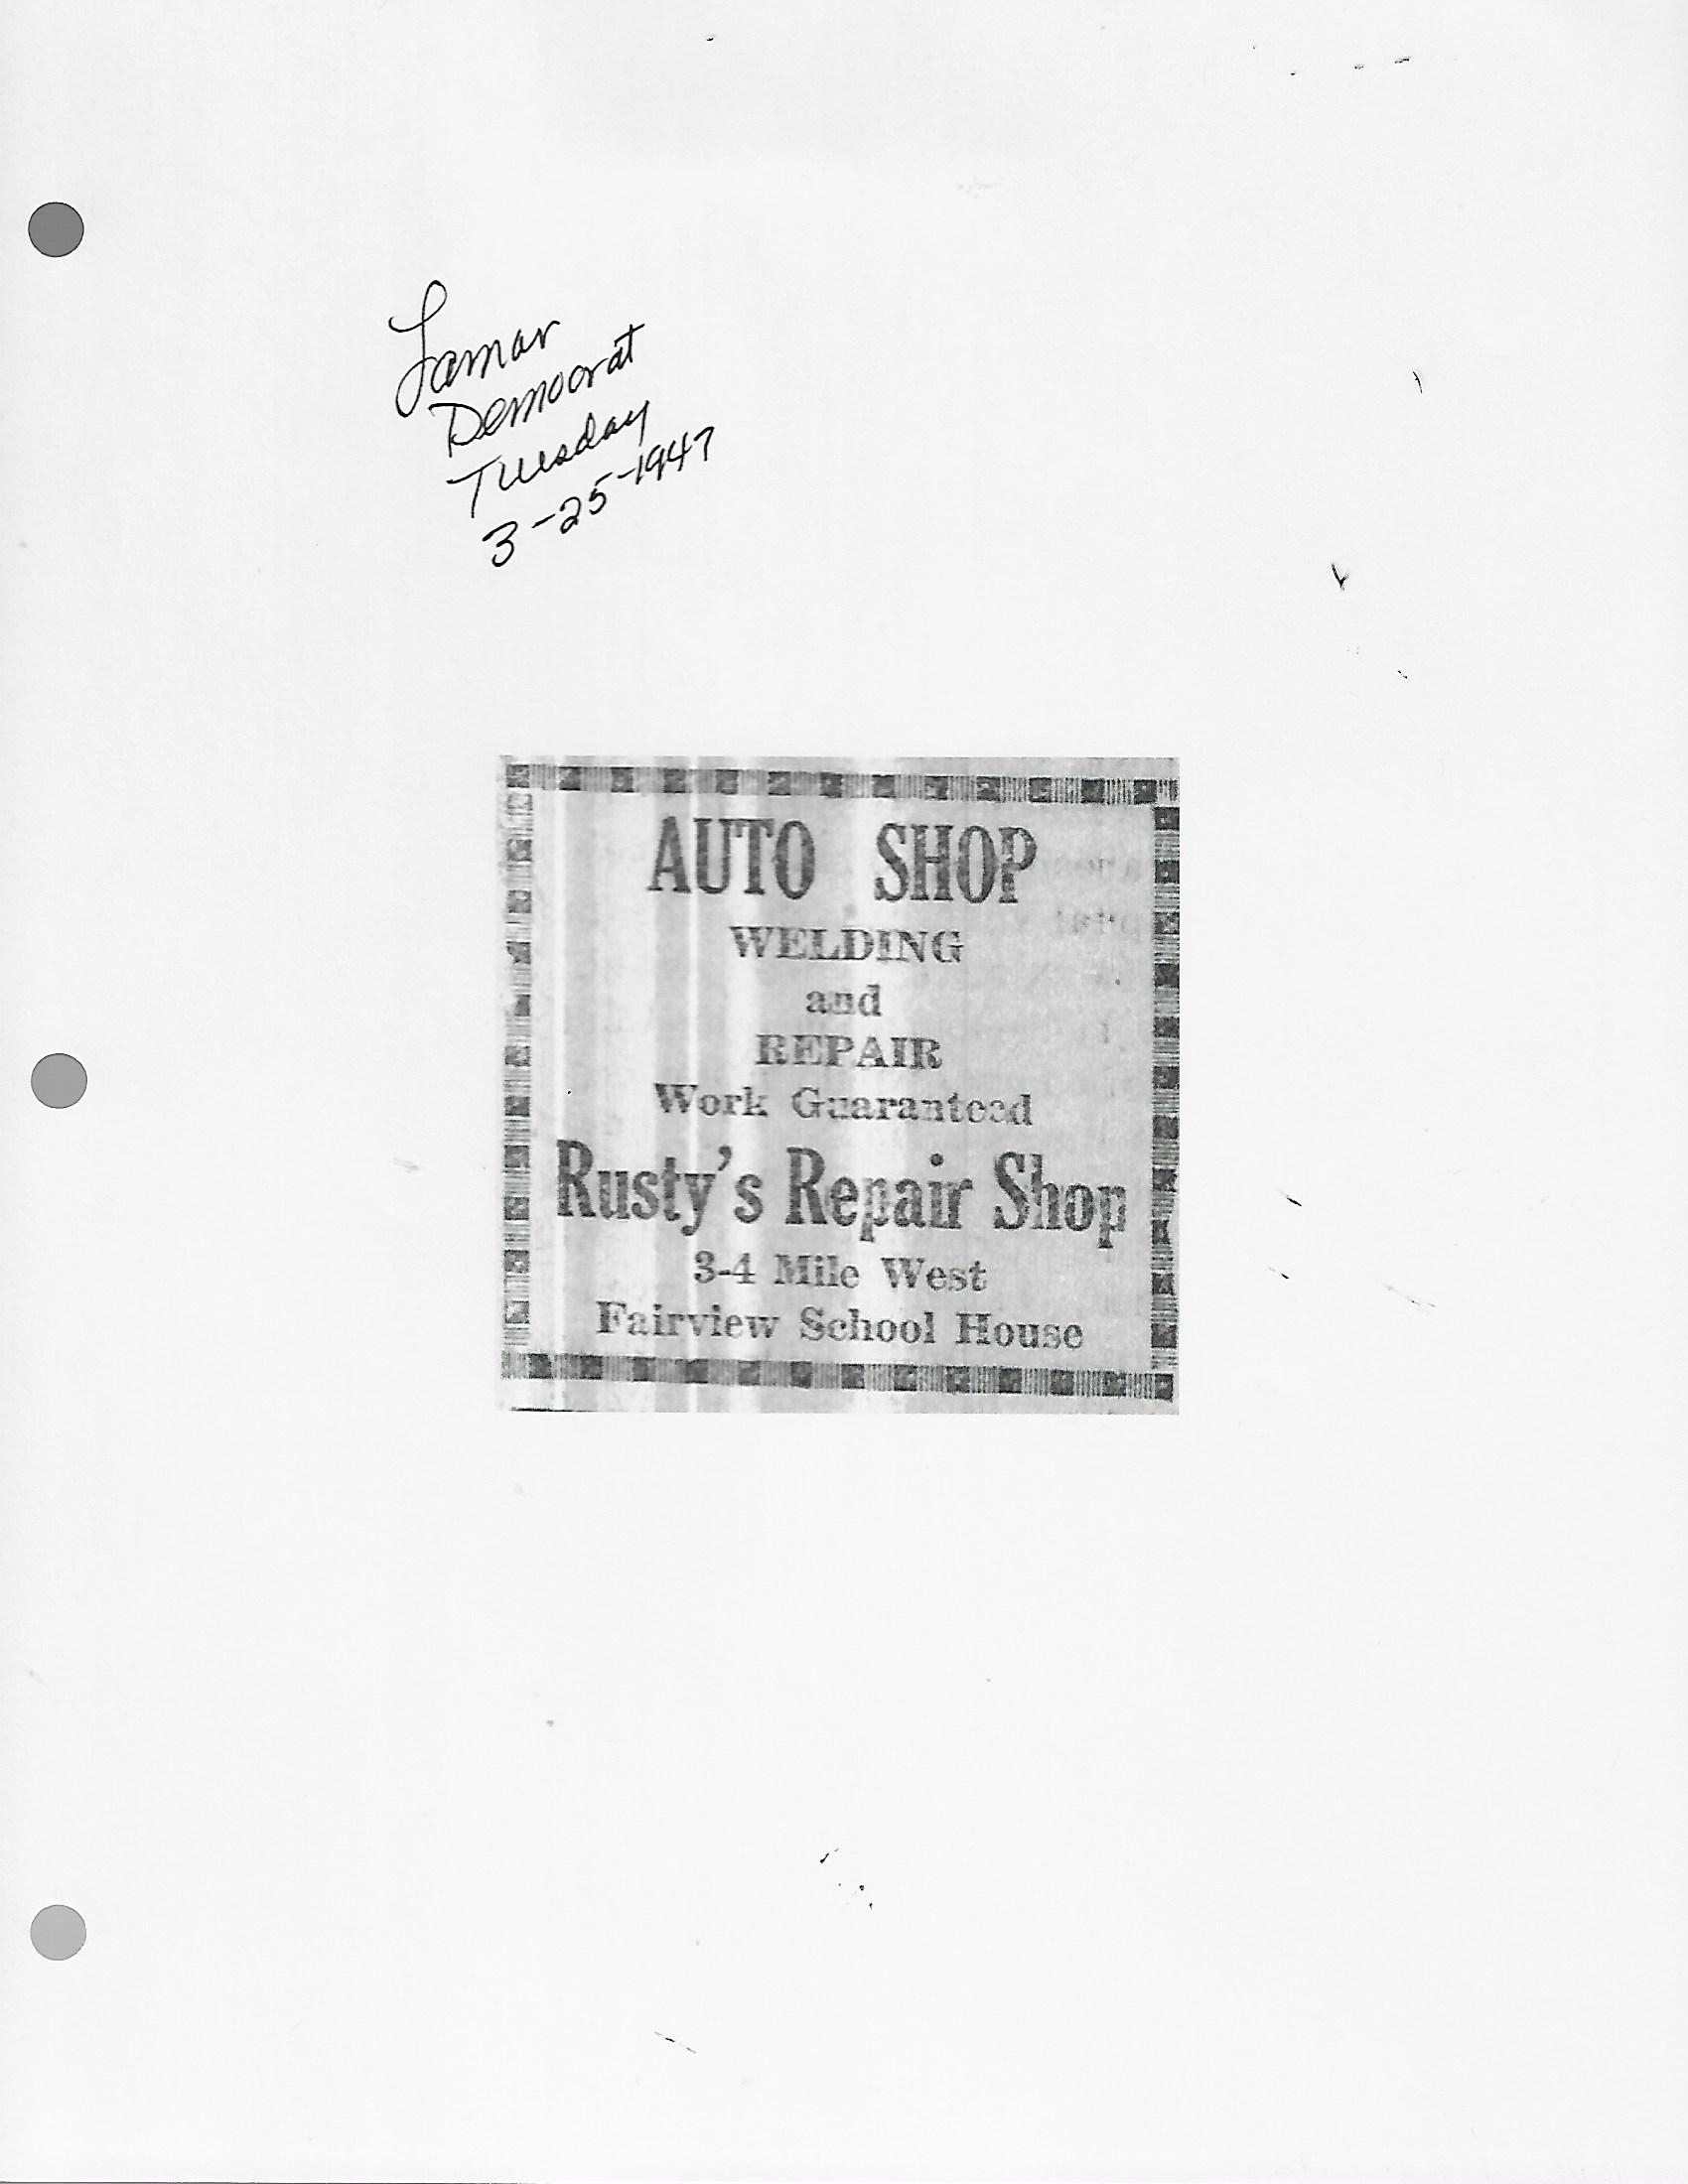 Lamar
Democrat
Tuesday
3-25-1947
AUTO SHOP
WELDING
and
REPAIR
Work Guaranteed
Rusty's Repair Shop
3-4 Mile West
Fairview School House